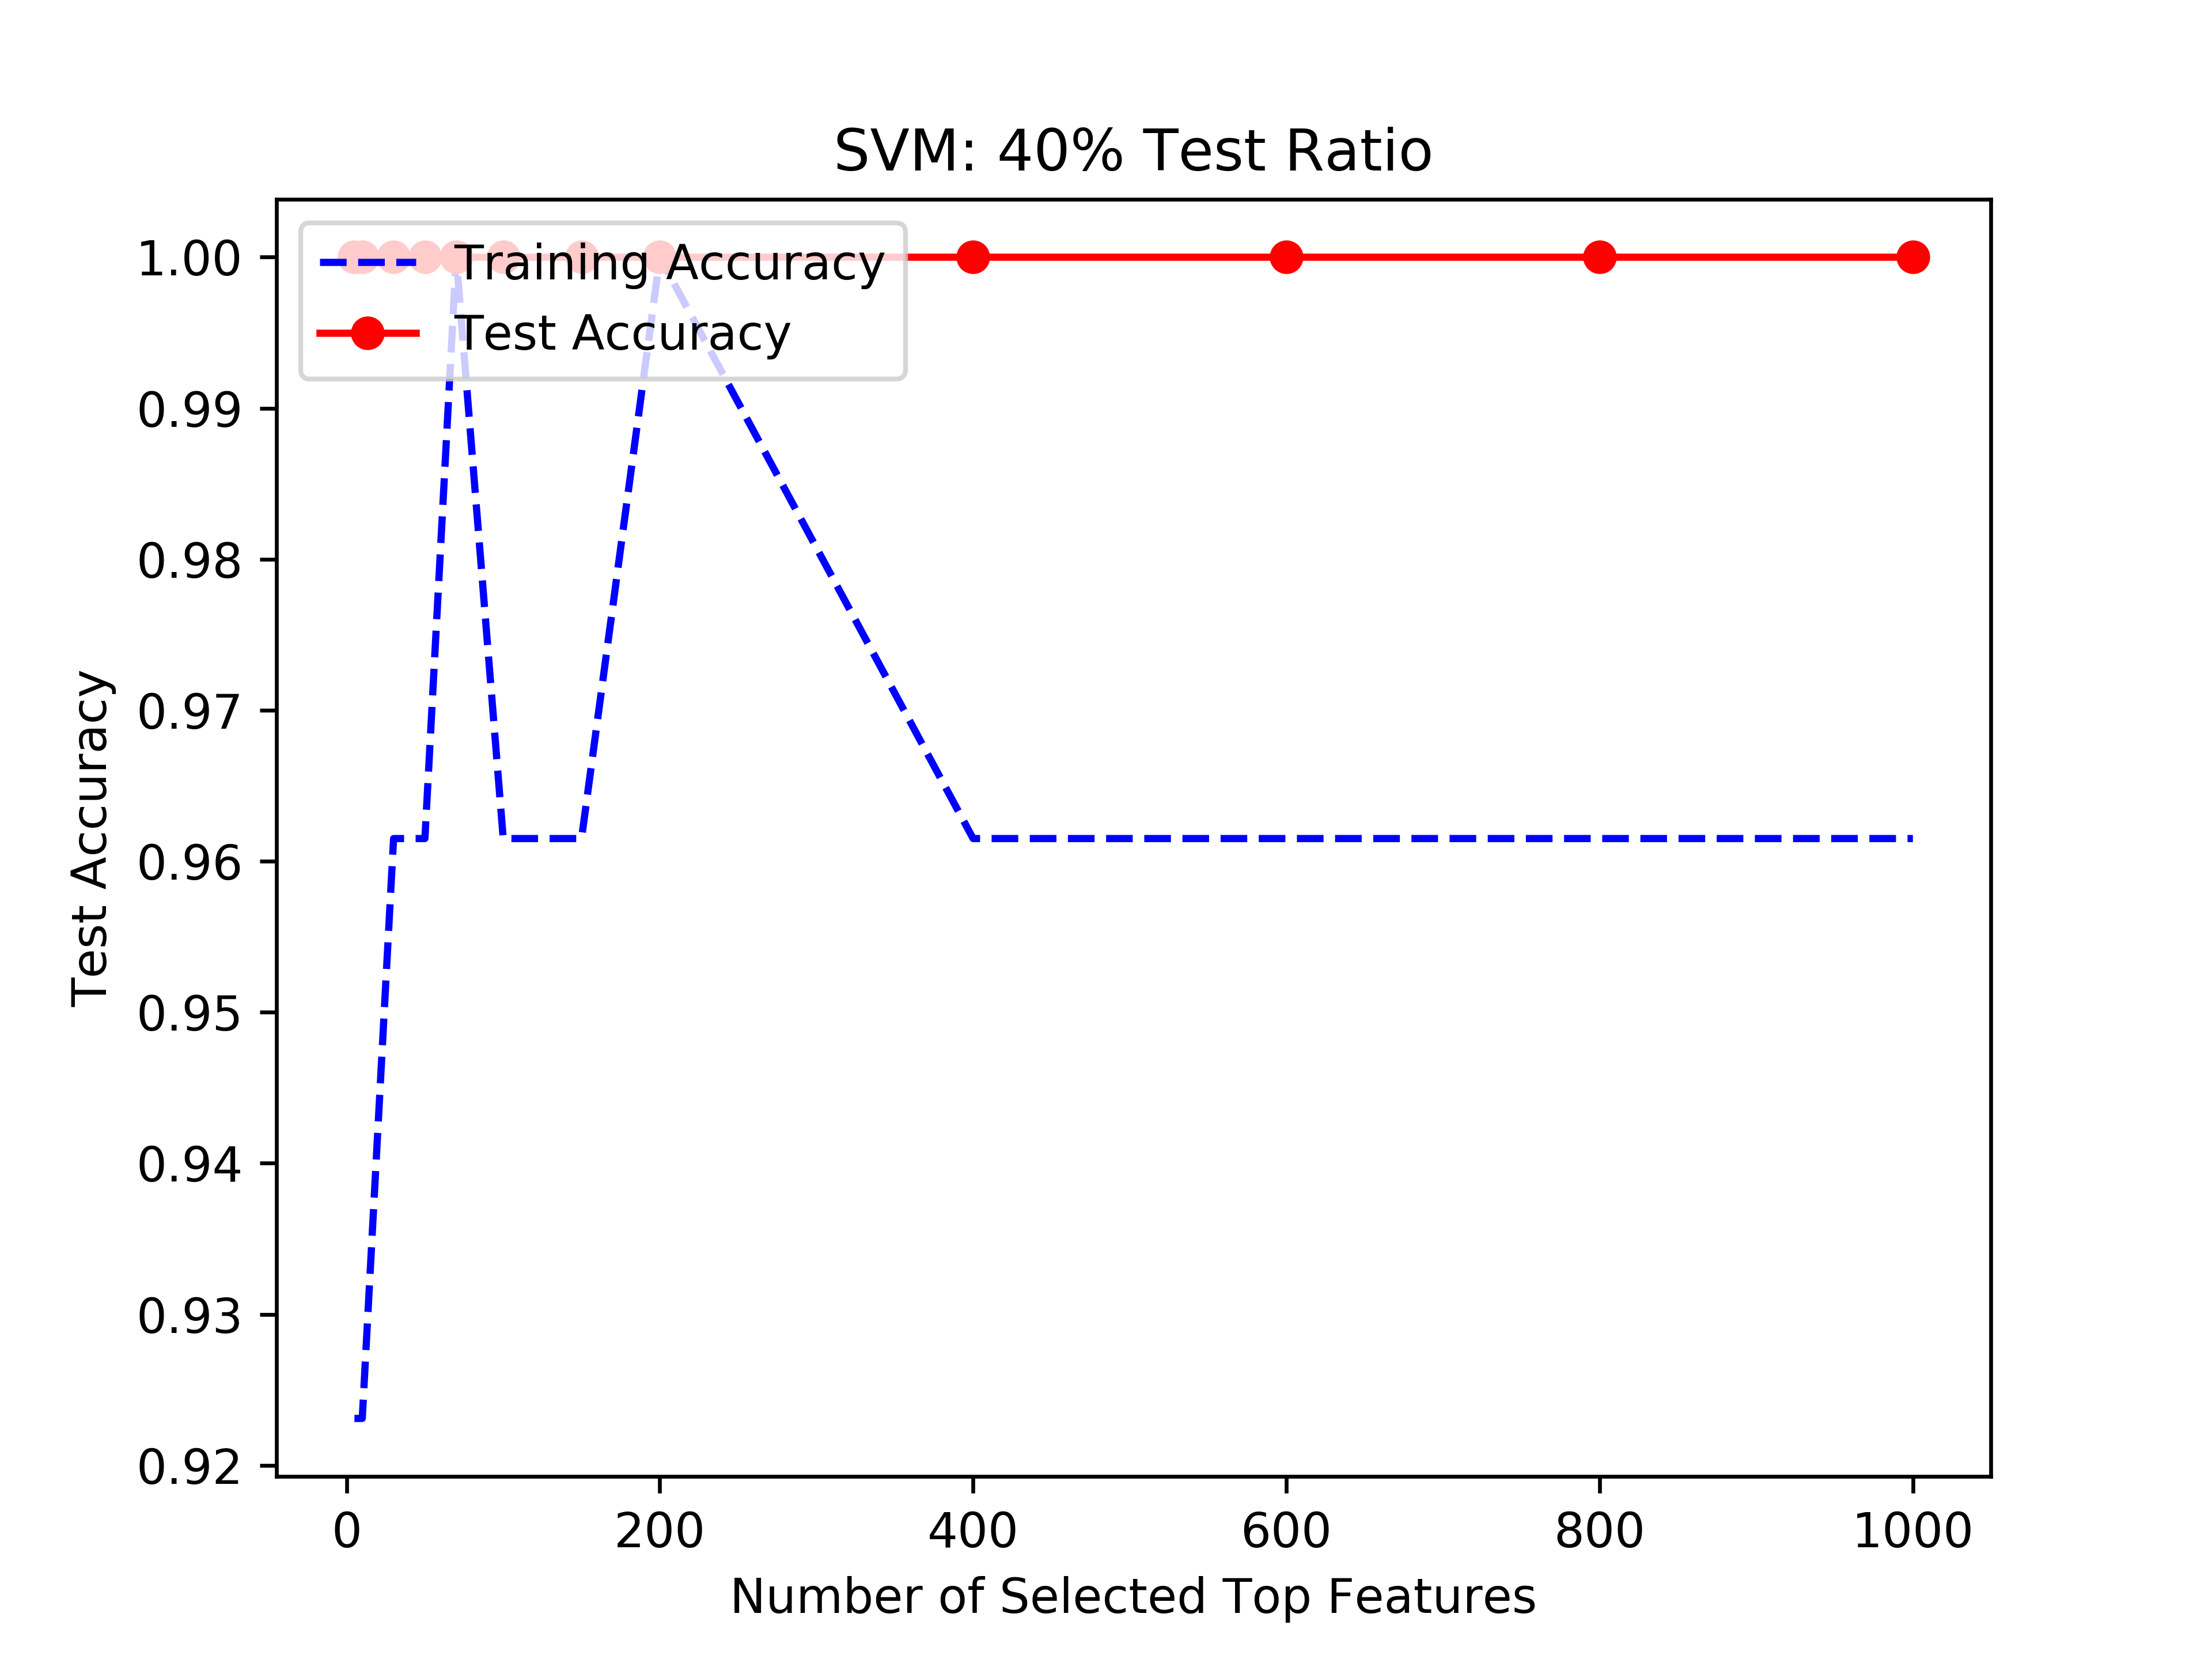 SVM: 40% Test Ratio
Training Accuracy
Test Accuracy
1.00
0.99
0.98
0.97
0.96
0.95
0.94
0.93
0.92
Test Accuracy
0 200 400 600 800 1000
Number of Selected Top Features